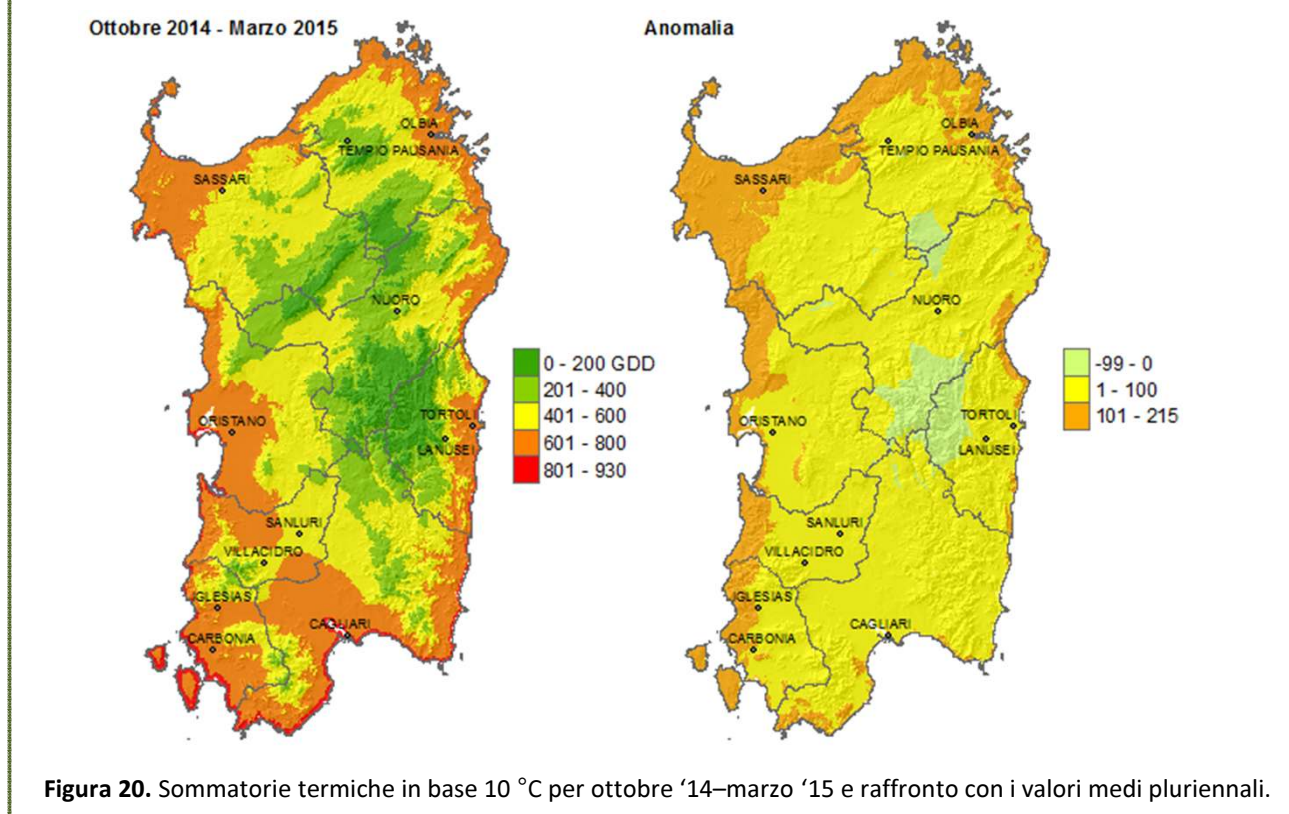 Ottobre 2014 - Marzo 2015
OLBIA
TEMPIO PAUSANIA
SASSARI
NUORO
ORISTANO
TORTOLI
LANUSEI
SANLURI
VILLACIDRO
IGLESIAS
CAGLIARI
CARBONIA
0 - 200 GDD
201 - 400
401 - 600
601 - 800
801 - 930
Anomalia
OLBIA
TEMPIO PAUSANIA
SASSARI
NUORO
ORISTANO
TORTOLI
LANUSEI
SANLURI
VILLACIDRO
IGLESIAS
CAGLIARI
CARBONIA
-99 - 0
1 - 100
101 - 215
Figura 20. Sommatorie termiche in base 10 °C per ottobre ‘14–marzo ‘15 e raffronto con i valori medi pluriennali.